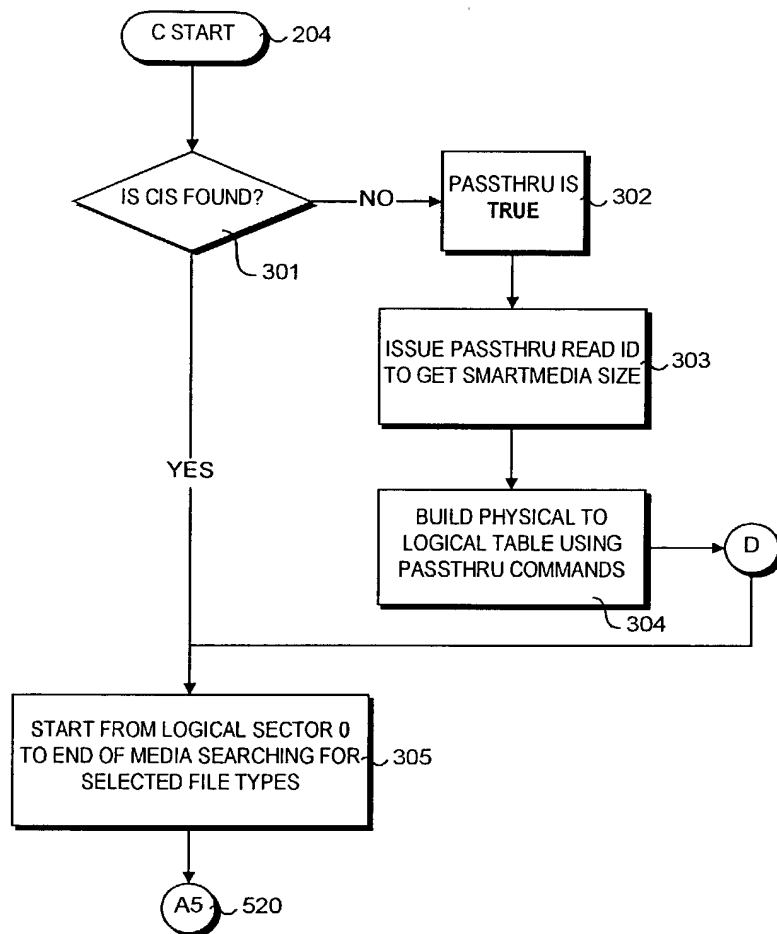 C START
204
IS CIS FOUND?
301
NO
PASSTHRU IS
TRUE
302
ISSUE PASSTHRU READ ID
TO GET SMARTMEDIA SIZE
303
YES
BUILD PHYSICAL TO
LOGICAL TABLE USING
PASSTHRU COMMANDS
304
D
START FROM LOGICAL SECTOR 0
TO END OF MEDIA SEARCHING FOR
SELECTED FILE TYPES
305
A5
520